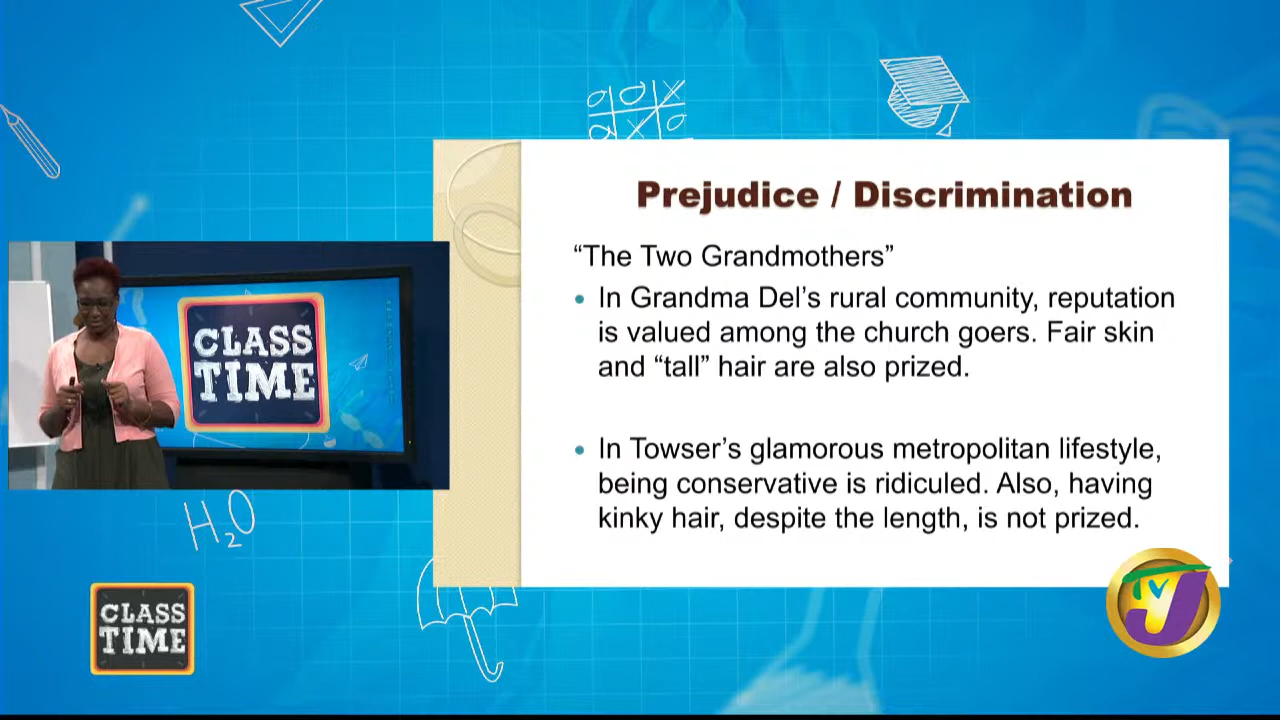 Prejudice / Discrimination
“The Two Grandmothers”
• In Grandma Del’s rural community, reputation
is valued among the church goers. Fair skin
and “tall” hair are also prized.
• In Towser’s glamorous metropolitan lifestyle,
being conservative is ridiculed. Also, having
kinky hair, despite the length, is not prized.
CLASS
TIME
H₂O
CLASS
TIME
TVJ